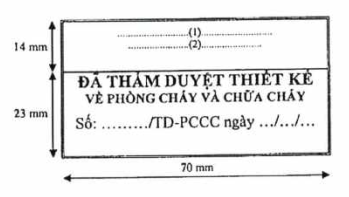 14 mm
...............(1)...............
...............(2)...............
23 mm
ĐÃ THẨM DUYỆT THIẾT KẾ
VỀ PHÒNG CHÁY VÀ CHỮA CHÁY
Số: ........./TD-PCCC ngày .../.../...
70 mm